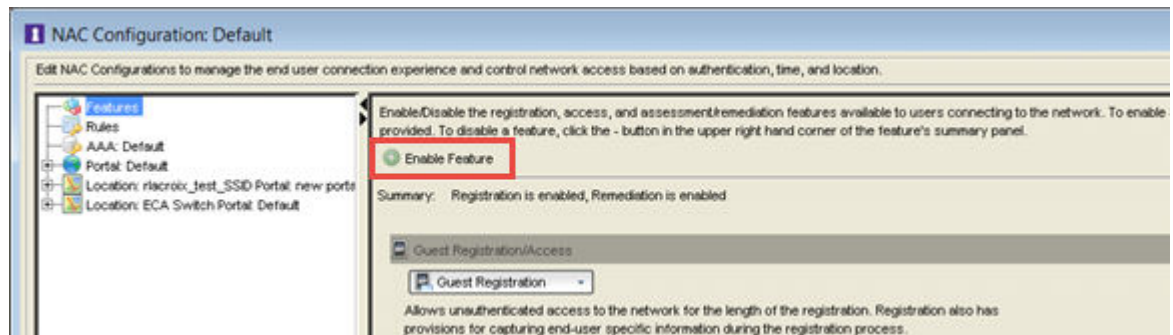 NAC Configuration: Default
Edit NAC Configurations to manage the end user connection experience and control network access based on authentication, time, and location.
Features
Rules
AAA: Default
Portal: Default
Location: rlacroix_test_SSID Portal: new porta
Location: ECA Switch Portal: Default
Enable/Disable the registration, access, and assessment/remediation features available to users connecting to the network. To enable
provided. To disable a feature, click the - button in the upper right hand corner of the feature's summary panel.
Enable Feature
Summary: Registration is enabled, Remediation is enabled
Guest Registration/Access
Guest Registration
Allows unauthenticated access to the network for the length of the registration. Registration also has
provisions for capturing end-user specific information during the registration process.